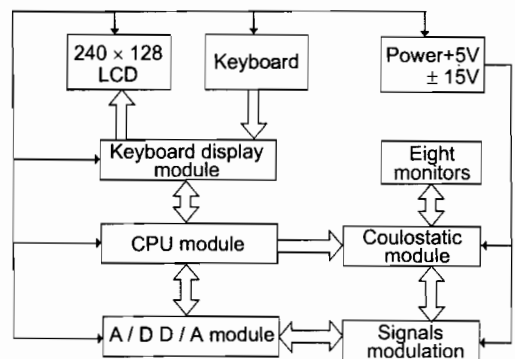 240 × 128
LCD
Keyboard
Power+5V
± 15V
Keyboard display
module
Eight
monitors
CPU module
Coulostatic
module
A / D D / A module
Signals
modulation